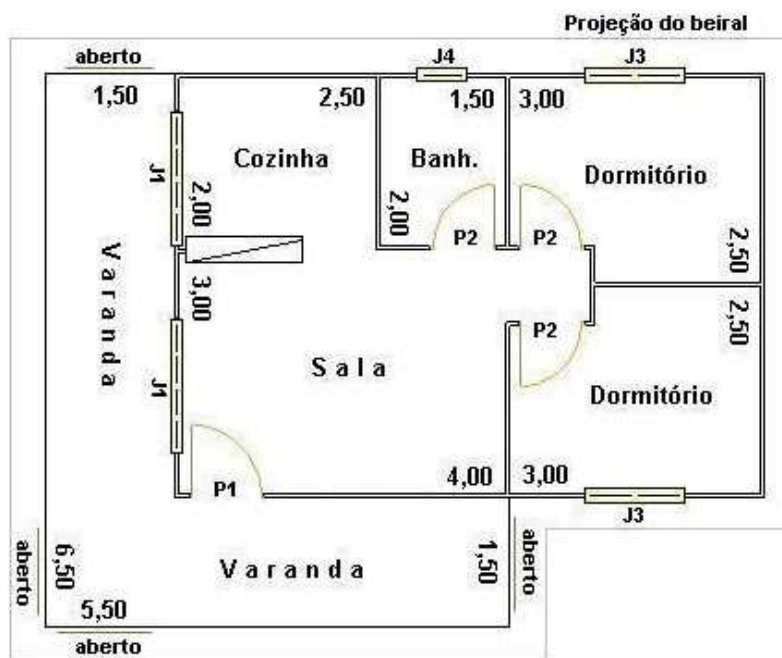 Projeção do beiral
aberto
J4
J3
1,50
2,50
1,50
3,00
J1
Cozinha
Banh.
Dormitório
2,00
2,00
P2
P2
2,50
Varanda
3,00
2,50
P2
Sala
J1
Dormitório
P1
4,00
3,00
J3
aberto
6,50
Varanda
1,50
aberto
5,50
aberto